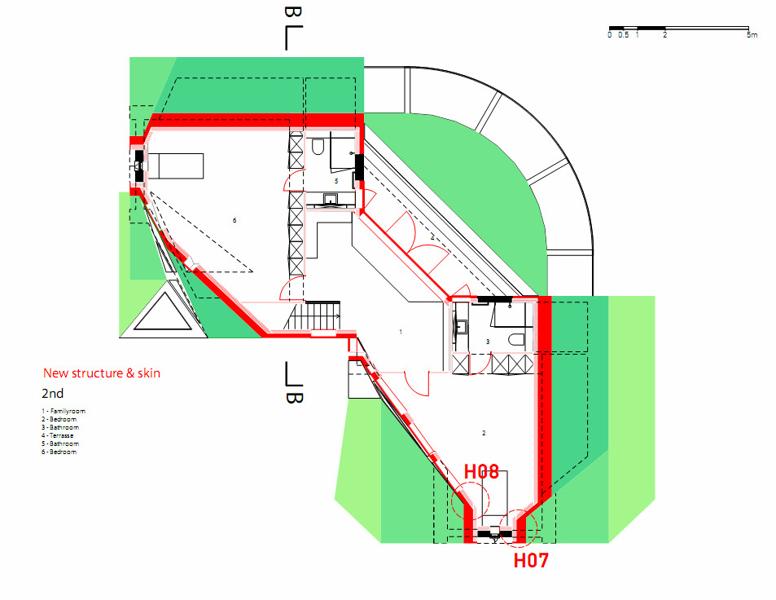 B
0 0.5 1 2 5m
5
6
4
1
3
New structure & skin
2nd
B
1 - Familyroom
2 - Bedroom
3 - Bathroom
4 - Terrasse
5 - Bathroom
6 - Bedroom
2
H08
H07